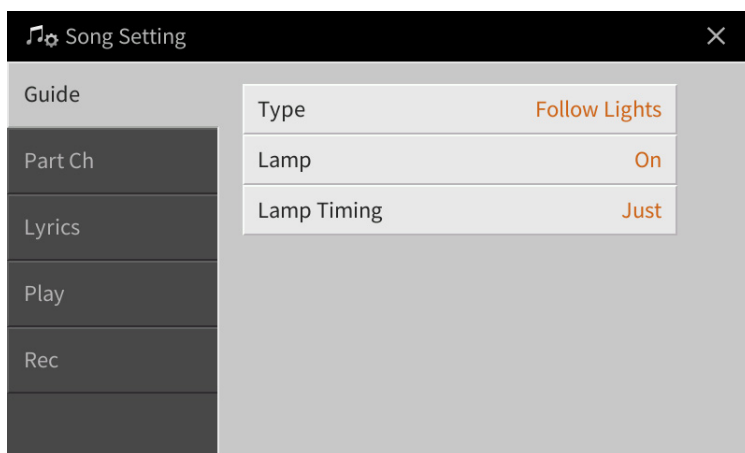 Song Setting
Guide
Type Follow Lights
Part Ch
Lamp On
Lyrics
Lamp Timing Just
Play
Rec